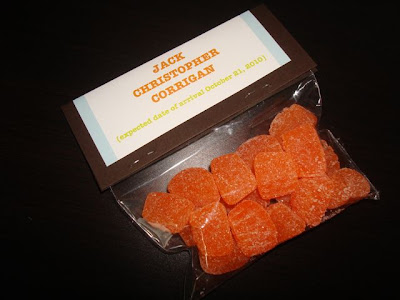 JACK
CHRISTOPHER
CORRIGAN
(expected date of arrival October 21, 2010)